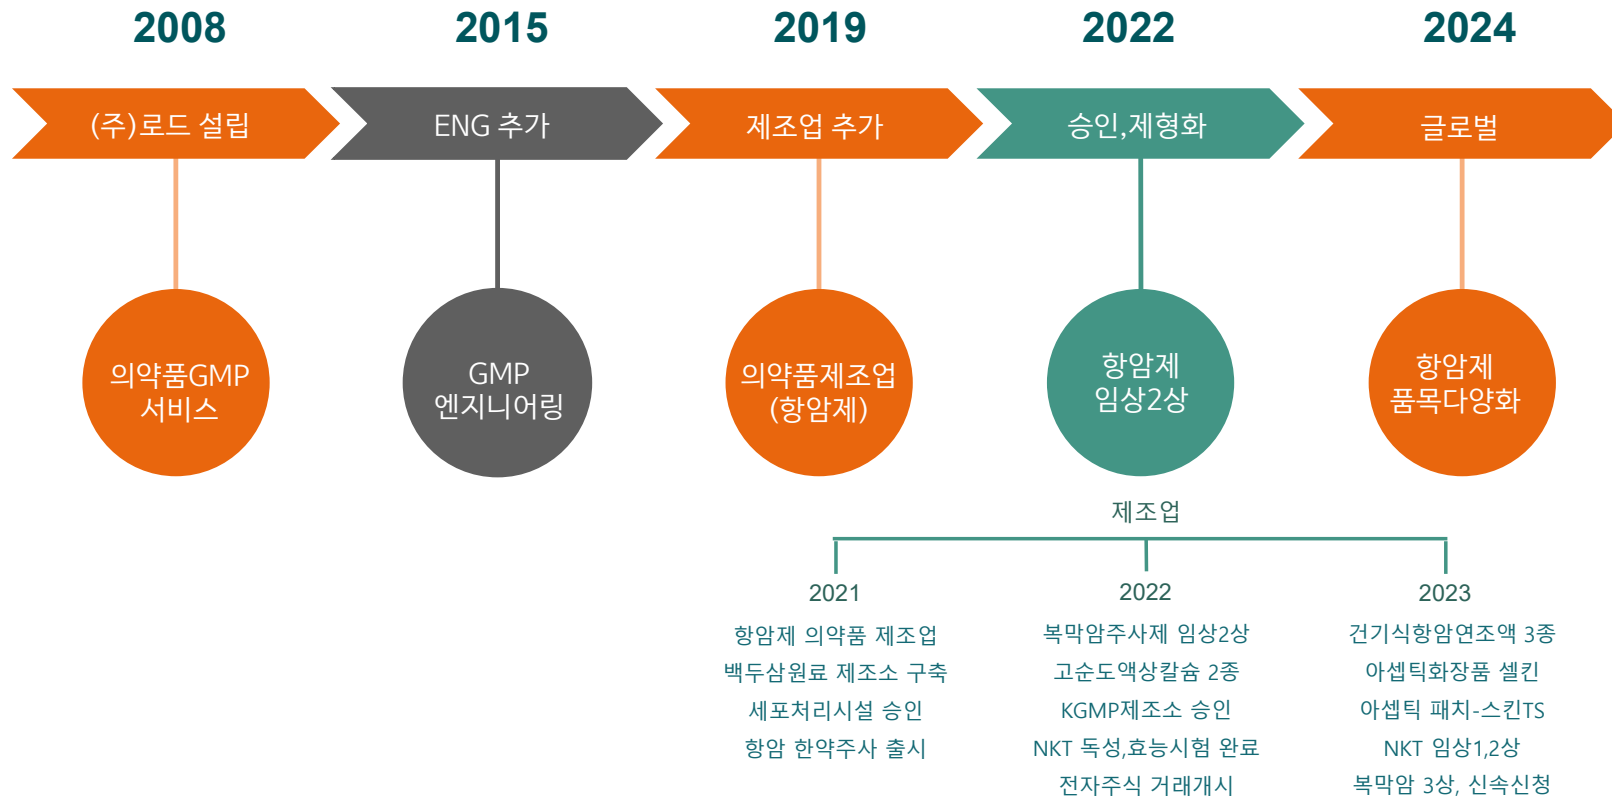 2008
2015
2019
2022
2024
(주)로드 설립
ENG 추가
제조업 추가
승인,제형화
글로벌
의약품GMP
서비스
GMP
엔지니어링
의약품제조업
(항암제)
항암제
임상2상
항암제
품목다양화
제조업
2021
항암제 의약품 제조업
백두삼원료 제조소 구축
세포처리시설 승인
항암 한약주사 출시
2022
복막암주사제 임상2상
고순도액상칼슘 2종
KGMP제조소 승인
NKT 독성,효능시험 완료
전자주식 거래개시
2023
건기식항암연조액 3종
아셉틱화장품 셀킨
아셉틱 패치-스킨TS
NKT 임상1,2상
복막암 3상, 신속신청